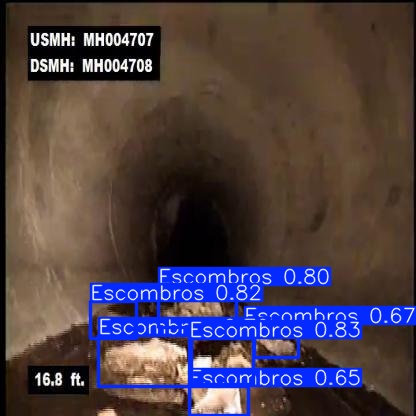 USMH: MH004707
DSMH: MH004708
Escombros 0.80
Escombros 0.82
Escombros 0.67
Escombros 0.83
Escombros 0.65
16.8 ft.